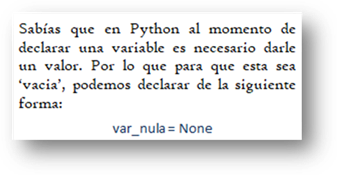 Sabías que en Python al momento de
declarar una variable es necesario darle
un valor. Por lo que para que esta sea
‘vacia’, podemos declarar de la siguiente
forma:
var_nula = None